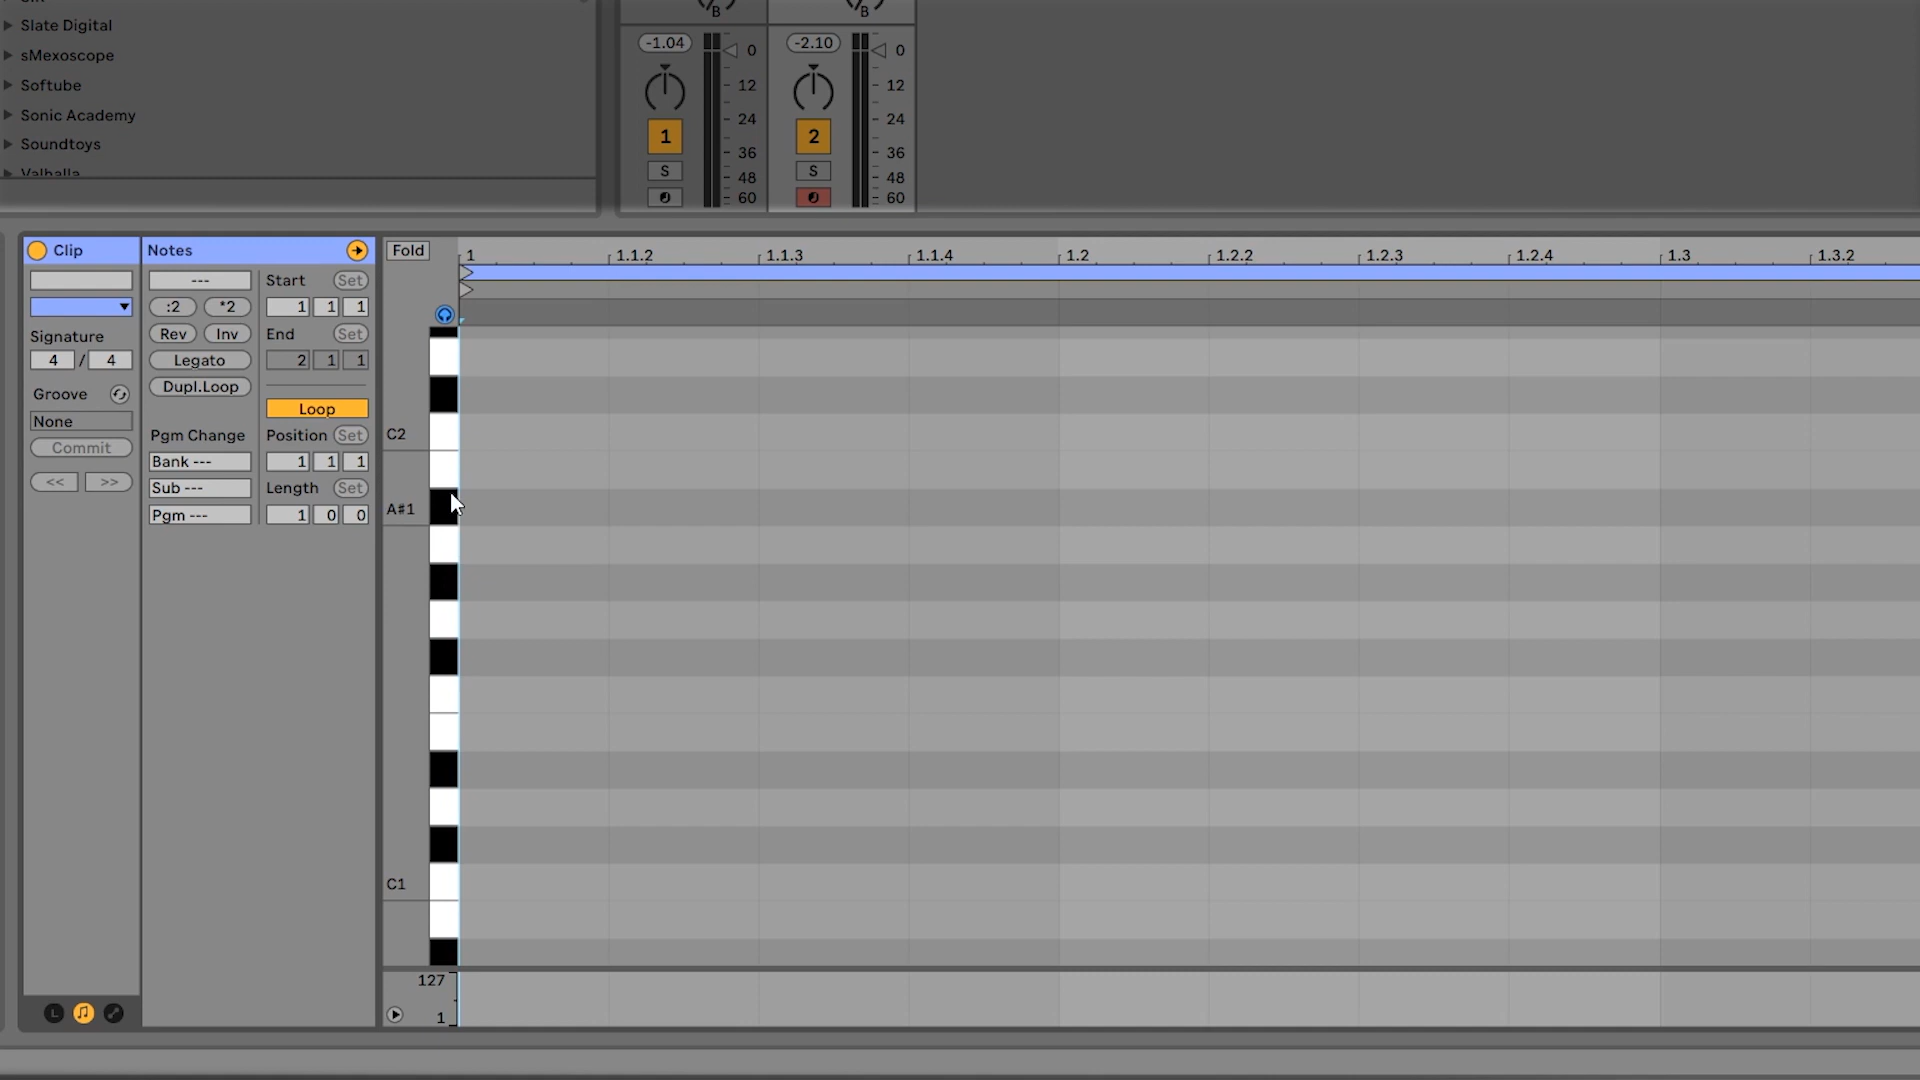 Slate Digital
sMexoscope
Softube
Sonic Academy
Soundtoys
Valhalla
B
B
-1.04
0
12
24
36
48
60
1
S
-2.10
0
12
24
36
48
60
2
S
Clip
Signature
4 / 4
Groove
None
Commit
<< >>
Notes
---
:2 *2
Rev Inv
Legato
Dupl.Loop
Pgm Change
Bank ---
Sub ---
Pgm ---
Start Set
1 1 1
End Set
2 1 1
Loop
Position Set
1 1 1
Length Set
1 0 0
Fold
1 1.1.2 1.1.3 1.1.4 1.2 1.2.2 1.2.3 1.2.4 1.3 1.3.2
C2
A#1
C1
127
1
L